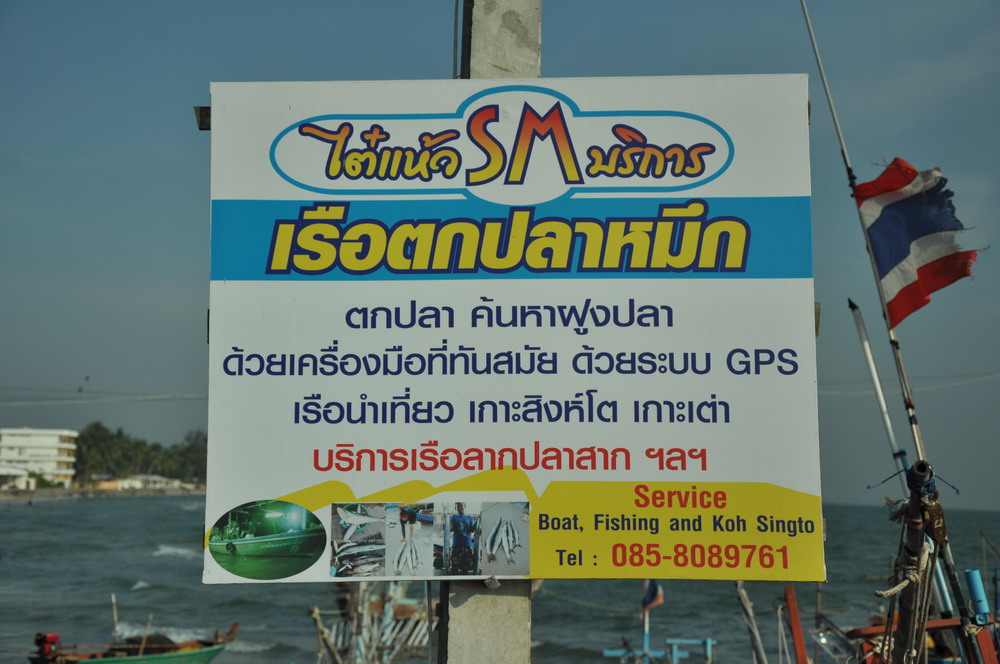 ไต๋แห้ว SM บริการ
เรือตกปลาหมึก
ตกปลา ค้นหาฝูงปลา
ด้วยเครื่องมือที่ทันสมัย ด้วยระบบ GPS
เรือนำเที่ยว เกาะสิงห์โต เกาะเต่า
บริการเรือลากปลาสาก ฯลฯ
Service
Boat, Fishing and Koh Singto
Tel : 085-8089761